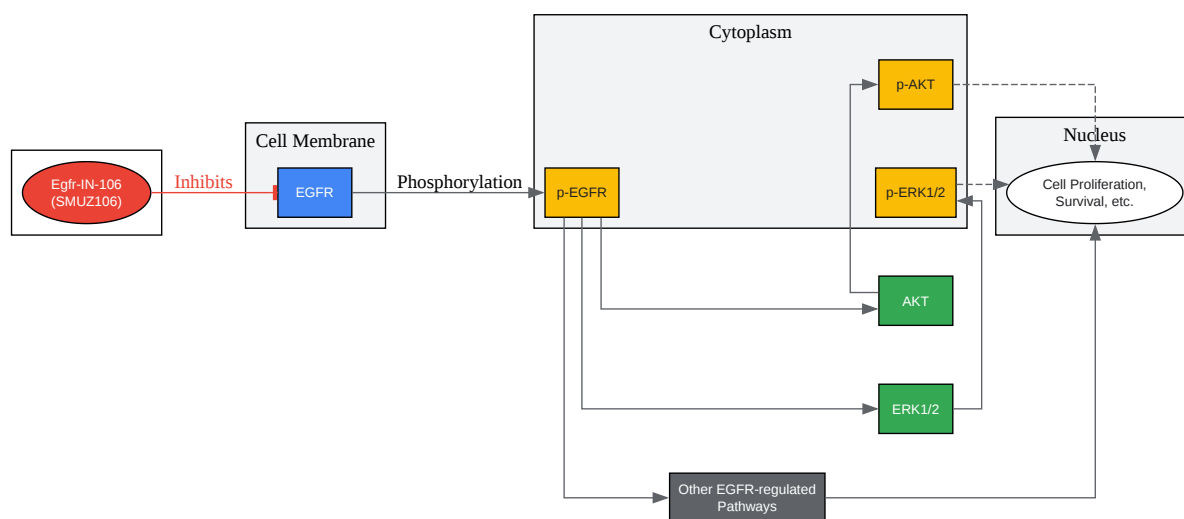 Cytoplasm
p-AKT
Cell Membrane
Nucleus
Egfr-IN-106
(SMUZ106)
Inhibits
EGFR
Phosphorylation
p-EGFR
p-ERK1/2
Cell Proliferation,
Survival, etc.
AKT
ERK1/2
Other EGFR-regulated
Pathways